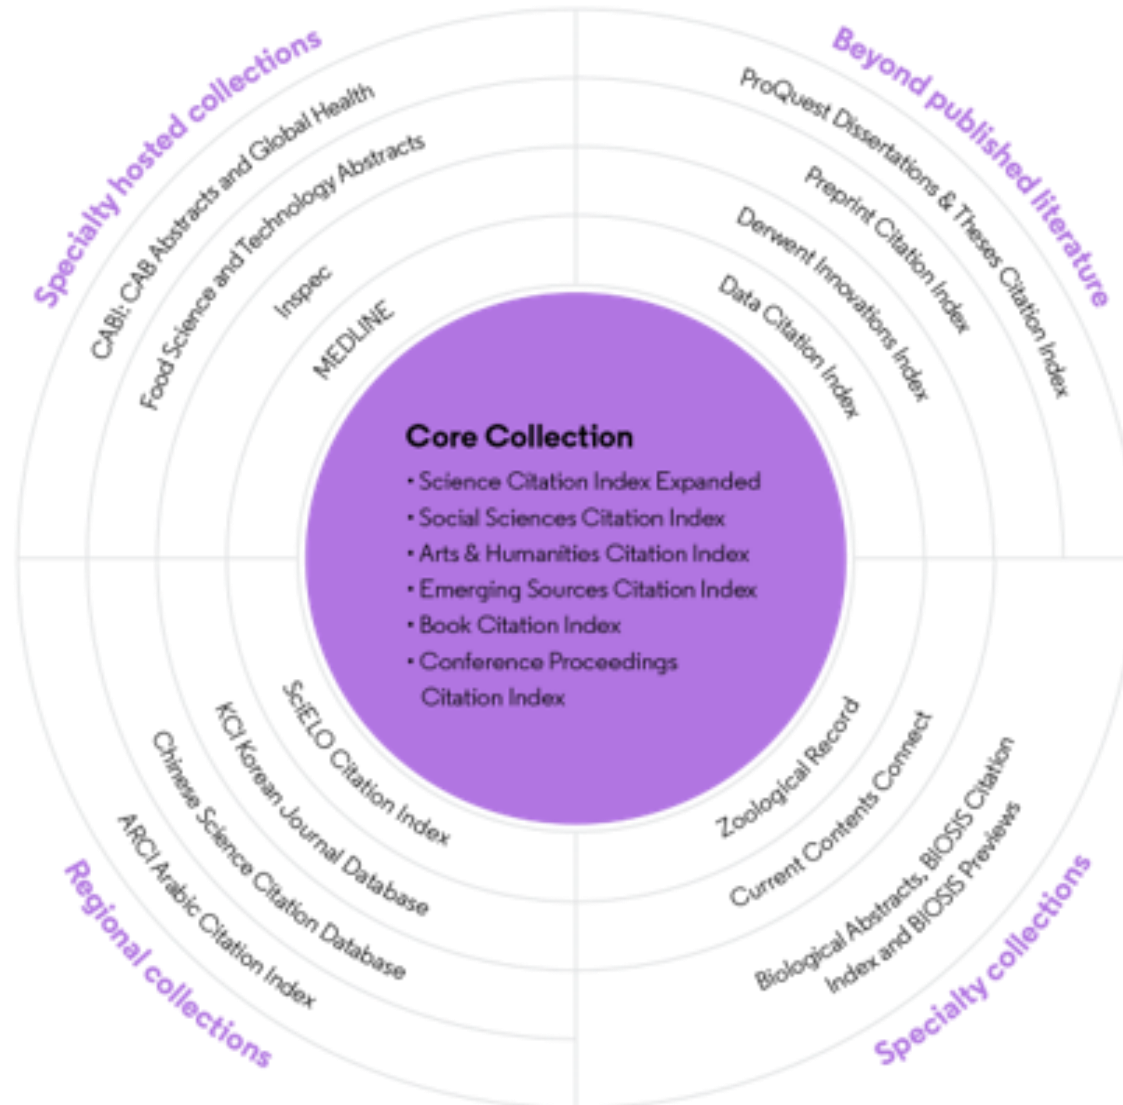 Specialty hosted collections
CABI: CAB Abstracts and Global Health
Food Science and Technology Abstracts
Inspec
MEDLINE
Beyond published literature
ProQuest Dissertations & Theses Citation Index
Preprint Citation Index
Derwent Innovations Index
Data Citation Index
Core Collection
• Science Citation Index Expanded
• Social Sciences Citation Index
• Arts & Humanities Citation Index
• Emerging Sources Citation Index
• Book Citation Index
• Conference Proceedings
Citation Index
SciELO Citation Index
KCI Korean Journal Database
Chinese Science Citation Database
ARCI Arabic Citation Index
Regional collections
Zoological Record
Current Contents Connect
Biological Abstracts, BIOSIS Citation
Index and BIOSIS Previews
Specialty collections